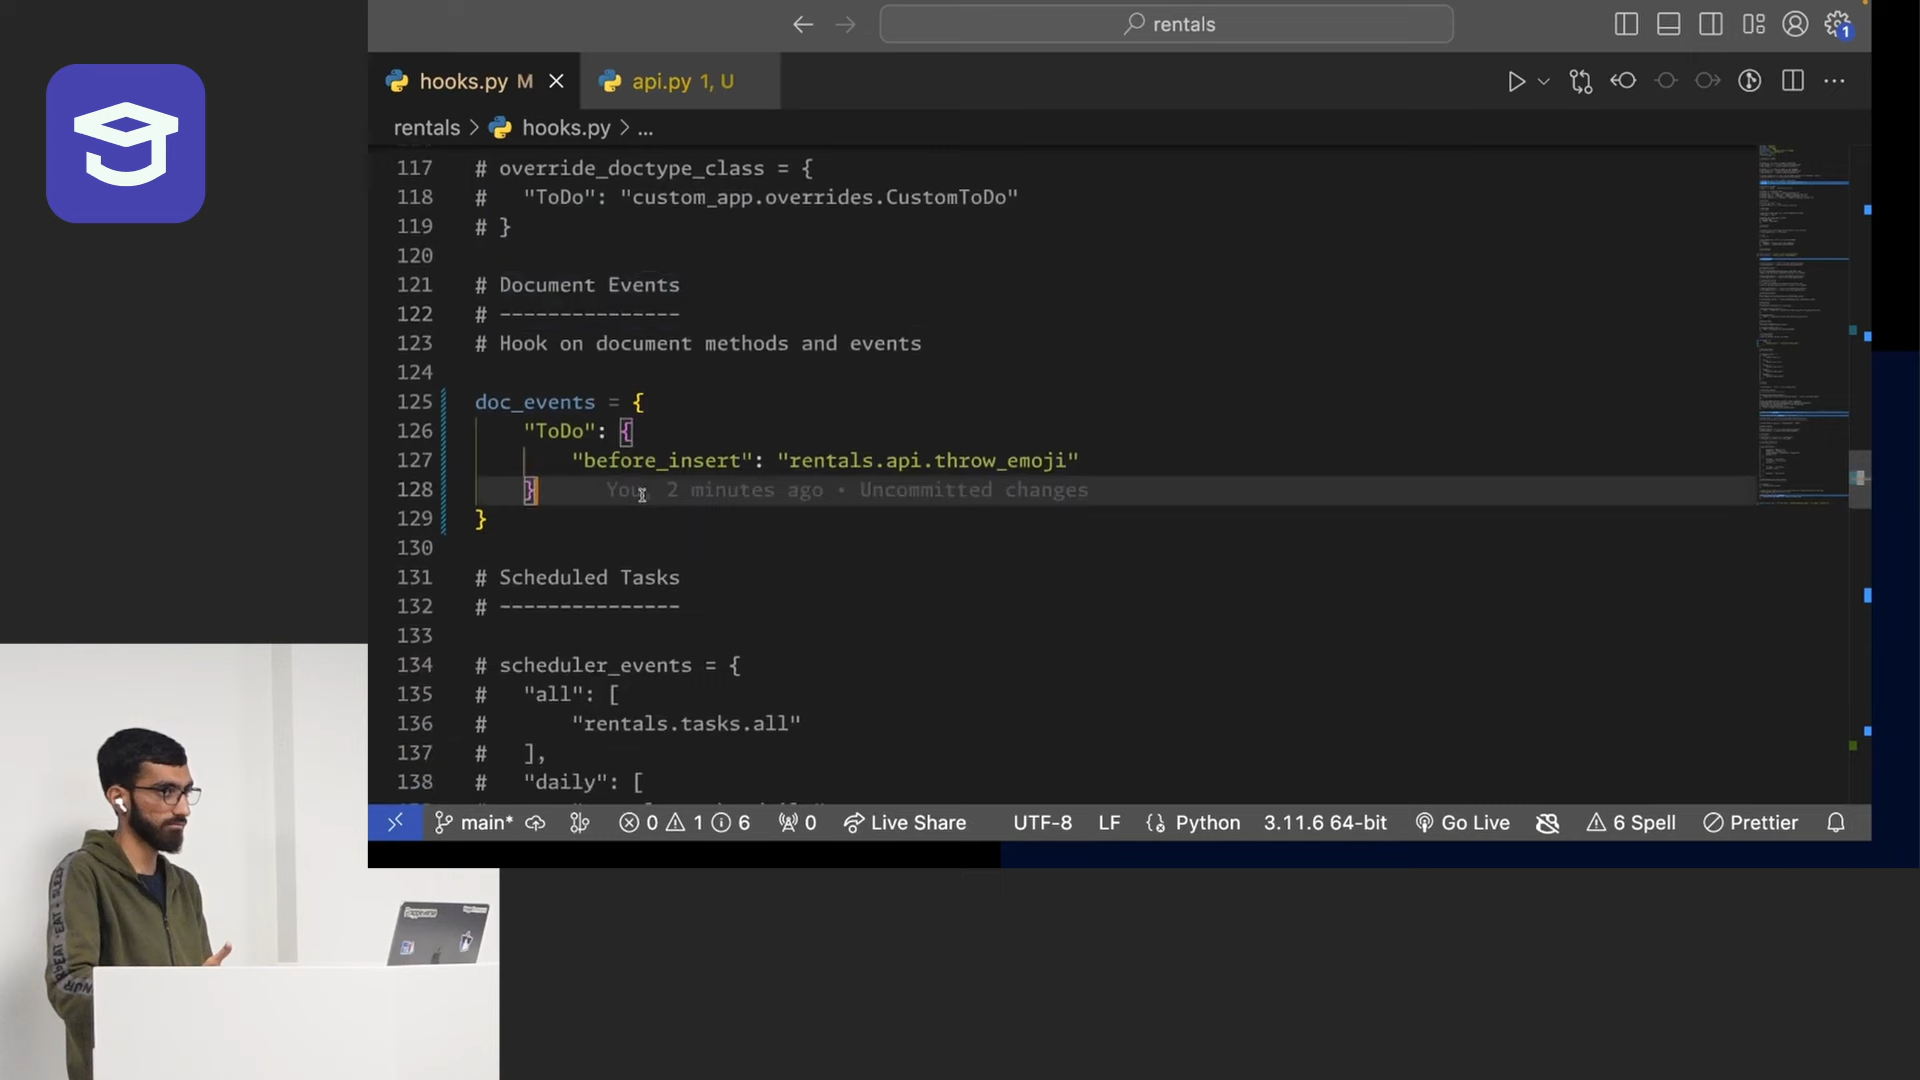 rentals
hooks.py M
api.py 1, U
rentals > hooks.py > ...
117 # override_doctype_class = {
118 # "ToDo": "custom_app.overrides.CustomToDo"
119 # }
120
121 # Document Events
122 # ---------------
123 # Hook on document methods and events
124
125 doc_events = {
126 "ToDo": {
127 "before_insert": "rentals.api.throw_emoji"
128 } You, 2 minutes ago • Uncommitted changes
129 }
130
131 # Scheduled Tasks
132 # ---------------
133
134 # scheduler_events = {
135 # "all": [
136 # "rentals.tasks.all"
137 # ],
138 # "daily": [
main* 0 1 6 0 Live Share UTF-8 LF Python 3.11.6 64-bit Go Live 6 Spell Prettier